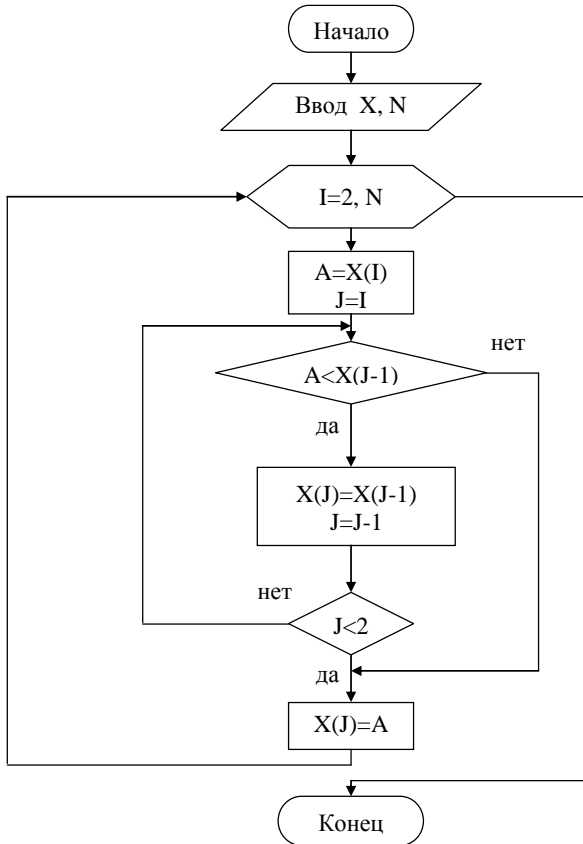 Начало
Ввод X, N
I=2, N
A=X(I)
J=I
нет
A<X(J-1)
да
X(J)=X(J-1)
J=J-1
нет
J<2
да
X(J)=A
Конец